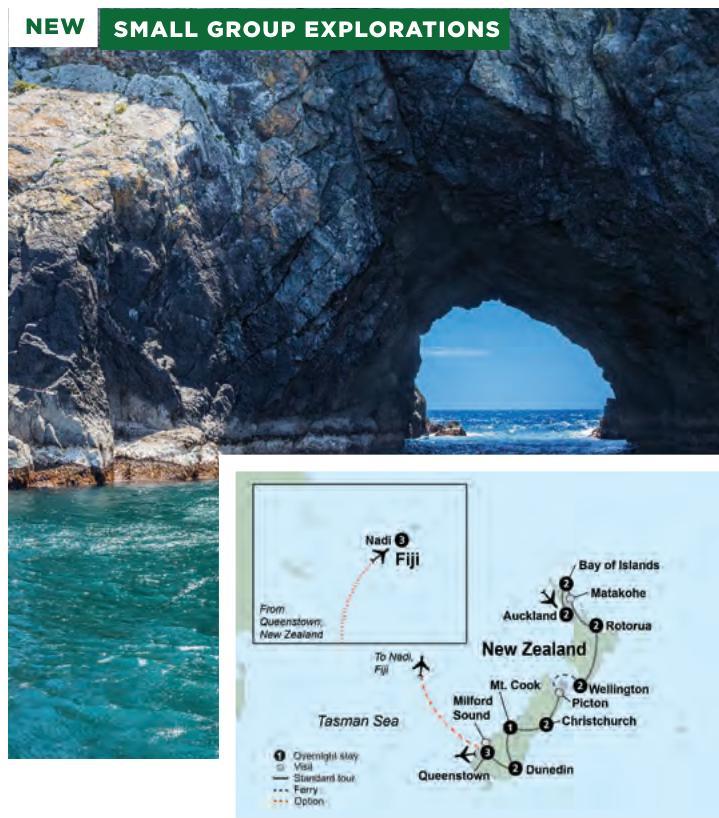 NEW
SMALL GROUP EXPLORATIONS
Nadi 3
Fiji
From
Queenstown,
New Zealand
To Nadi,
Fiji
Bay of Islands
2
Matakohe
Auckland 2
2 Rotorua
New Zealand
Mt. Cook
2 Wellington
Picton
Milford
Sound
1
2 Christchurch
Tasman Sea
3
Queenstown
2 Dunedin
1 Overnight stay
Visit
Standard tour
Ferry
Option